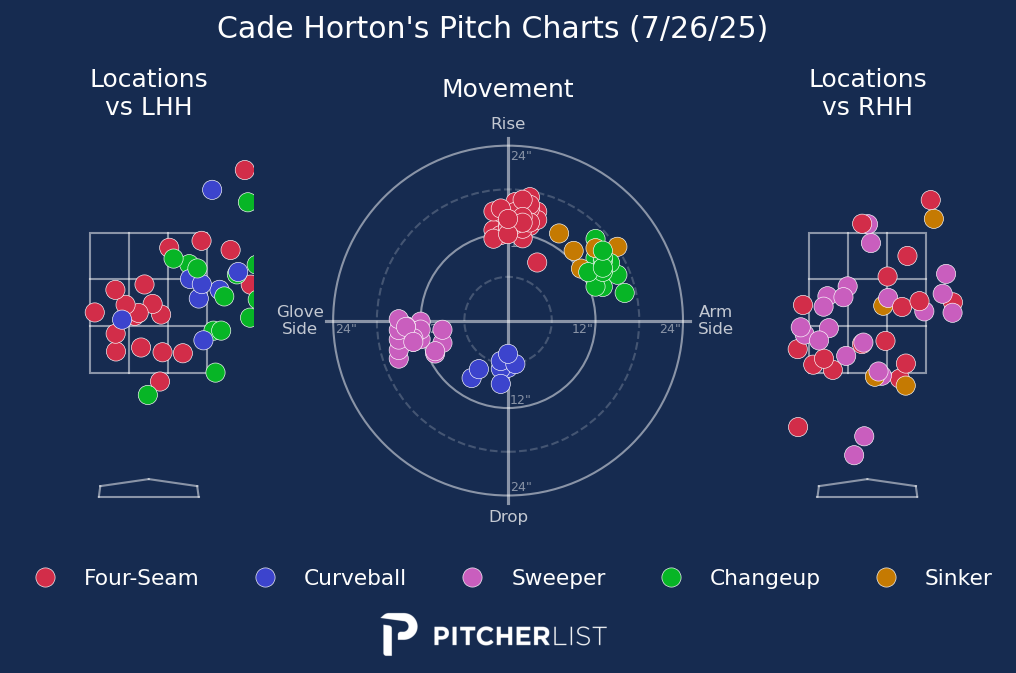 Cade Horton's Pitch Charts (7/26/25)
Locations
vs LHH
Movement
Locations
vs RHH
Rise
24"
Glove
Side
24"
12"
24"
Arm
Side
12"
24"
Drop
Four-Seam
Curveball
Sweeper
Changeup
Sinker
PITCHERLIST